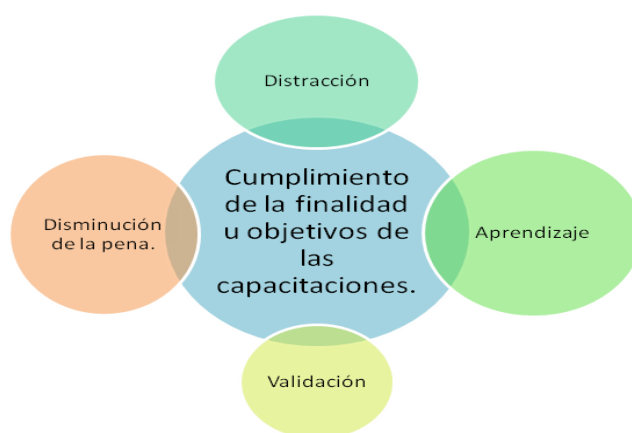 Distracción
Cumplimiento
de la finalidad
u objetivos de
las
capacitaciones.
Disminución
de la pena.
Aprendizaje
Validación